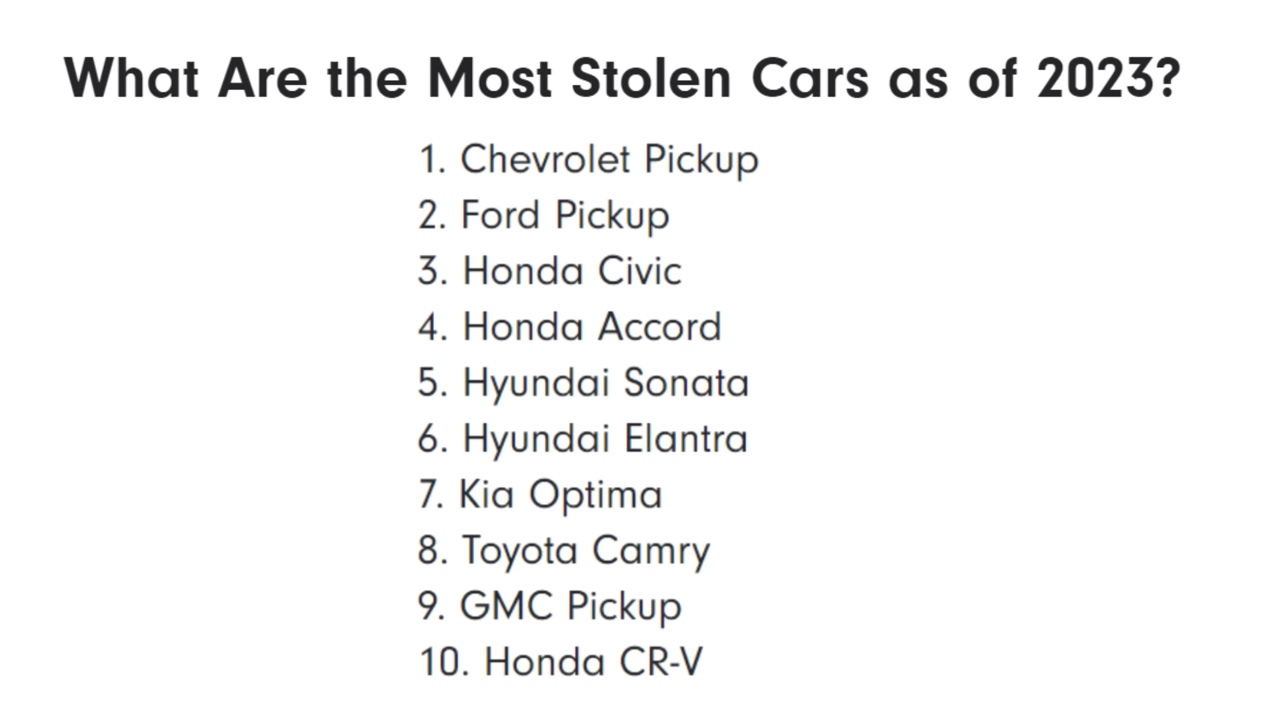 What Are the Most Stolen Cars as of 2023?
1. Chevrolet Pickup
2. Ford Pickup
3. Honda Civic
4. Honda Accord
5. Hyundai Sonata
6. Hyundai Elantra
7. Kia Optima
8. Toyota Camry
9. GMC Pickup
10. Honda CR-V